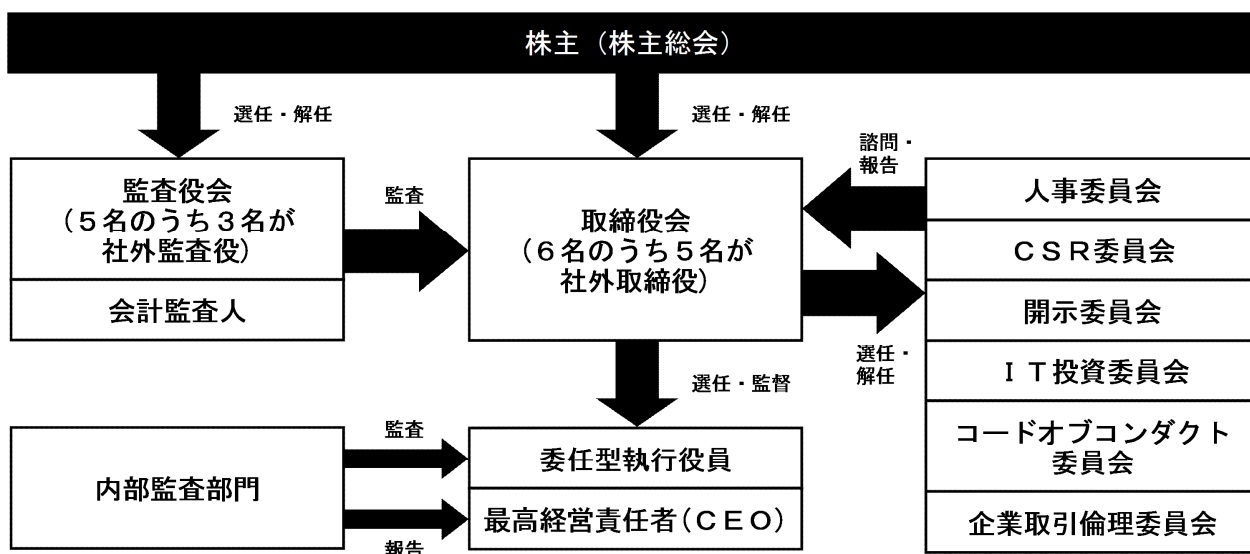 株主（株主総会）
選任・解任
選任・解任
監査役会
（５名のうち３名が
社外監査役）
会計監査人
監査
取締役会
（６名のうち５名が
社外取締役）
諮問・
報告
選任・
解任
人事委員会
ＣＳＲ委員会
開示委員会
ＩＴ投資委員会
コードオブコンダクト
委員会
企業取引倫理委員会
選任・監督
内部監査部門
監査
報告
委任型執行役員
最高経営責任者（ＣＥＯ）